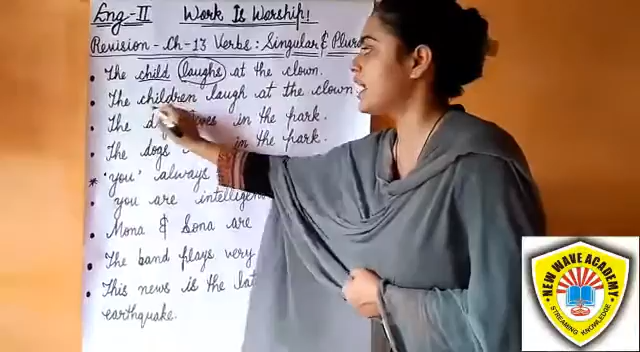 Eng-II Work Is Worship!
Revision - Ch-13 Verbs: Singular & Plural
• The child laughs at the clown.
• The children laugh at the clown.
• The in the park.
• The dogs in the park.
* 'you' always
• you are
• Mona & Sona are
• The band plays very
• This news is the
earthquake.
NEW WAVE ACADEMY
STREAMING KNOWLEDGE